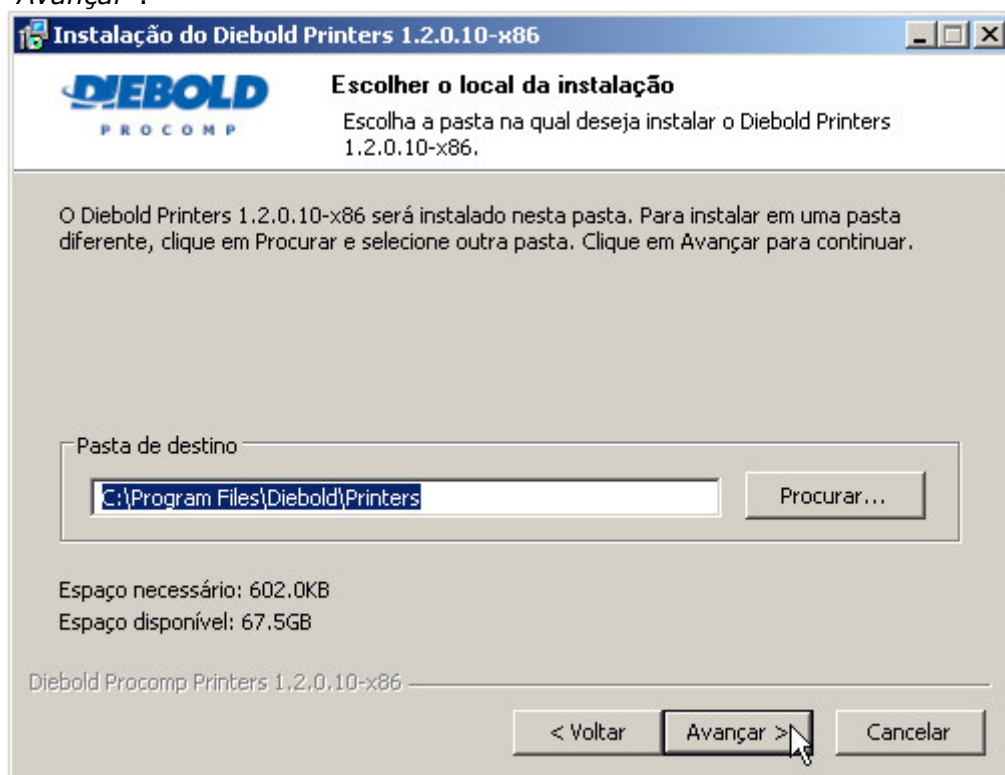 "Avançar".
Instalação do Diebold Printers 1.2.0.10-x86
DIEBOLD
PROCOMP
Escolher o local da instalação
Escolha a pasta na qual deseja instalar o Diebold Printers
1.2.0.10-x86.
O Diebold Printers 1.2.0.10-x86 será instalado nesta pasta. Para instalar em uma pasta
diferente, clique em Procurar e selecione outra pasta. Clique em Avançar para continuar.
Pasta de destino
C:\Program Files\Diebold\Printers
Procurar...
Espaço necessário: 602.0KB
Espaço disponível: 67.5GB
Diebold Procomp Printers 1.2.0.10-x86
< Voltar
Avançar >
Cancelar